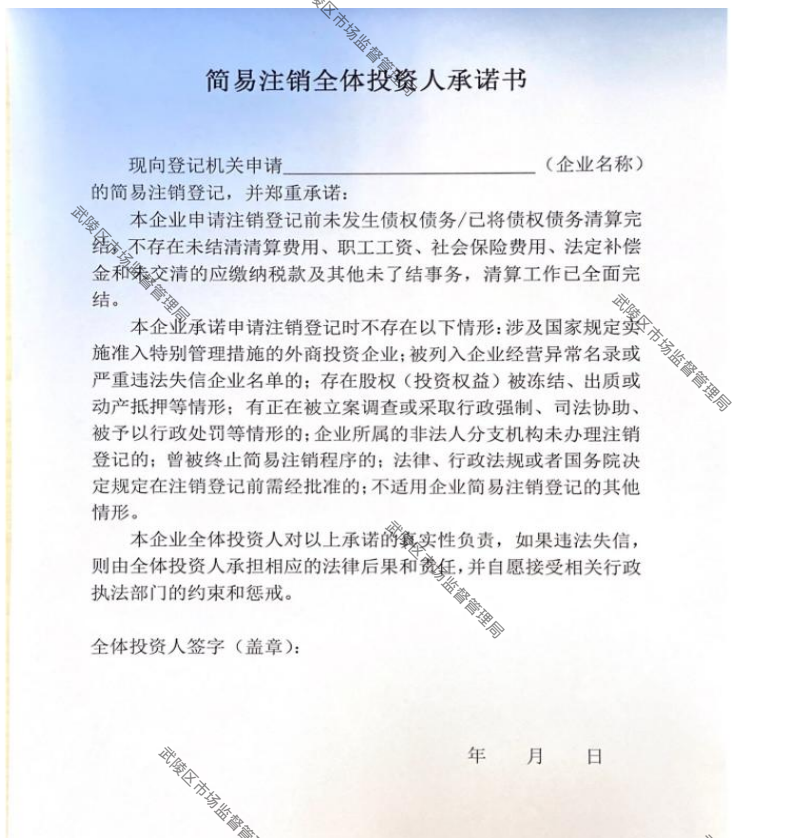 简易注销全体投资人承诺书
现向登记机关申请（企业名称）
的简易注销登记，并郑重承诺：
本企业申请注销登记前未发生债权债务/已将债权债务清算完
结，不存在未结清清算费用、职工工资、社会保险费用、法定补偿
金和未交清的应缴纳税款及其他未了结事务，清算工作已全面完
结。
本企业承诺申请注销登记时不存在以下情形：涉及国家规定实
施准入特别管理措施的外商投资企业；被列入企业经营异常名录或
严重违法失信企业名单的；存在股权（投资权益）被冻结、出质或
动产抵押等情形；有正在被立案调查或采取行政强制、司法协助、
被予以行政处罚等情形的；企业所属的非法人分支机构未办理注销
登记的；曾被终止简易注销程序的；法律、行政法规或者国务院决
定规定在注销登记前需经批准的；不适用企业简易注销登记的其他
情形。
本企业全体投资人对以上承诺的真实性负责，如果违法失信，
则由全体投资人承担相应的法律后果和责任，并自愿接受相关行政
执法部门的约束和惩戒。
全体投资人签字（盖章）：
年 月 日
陵区市场监督管理局
武陵区市场监督管理局
武陵区市场监督管理局
武陵区市场监督管理局
武陵区市场监督管